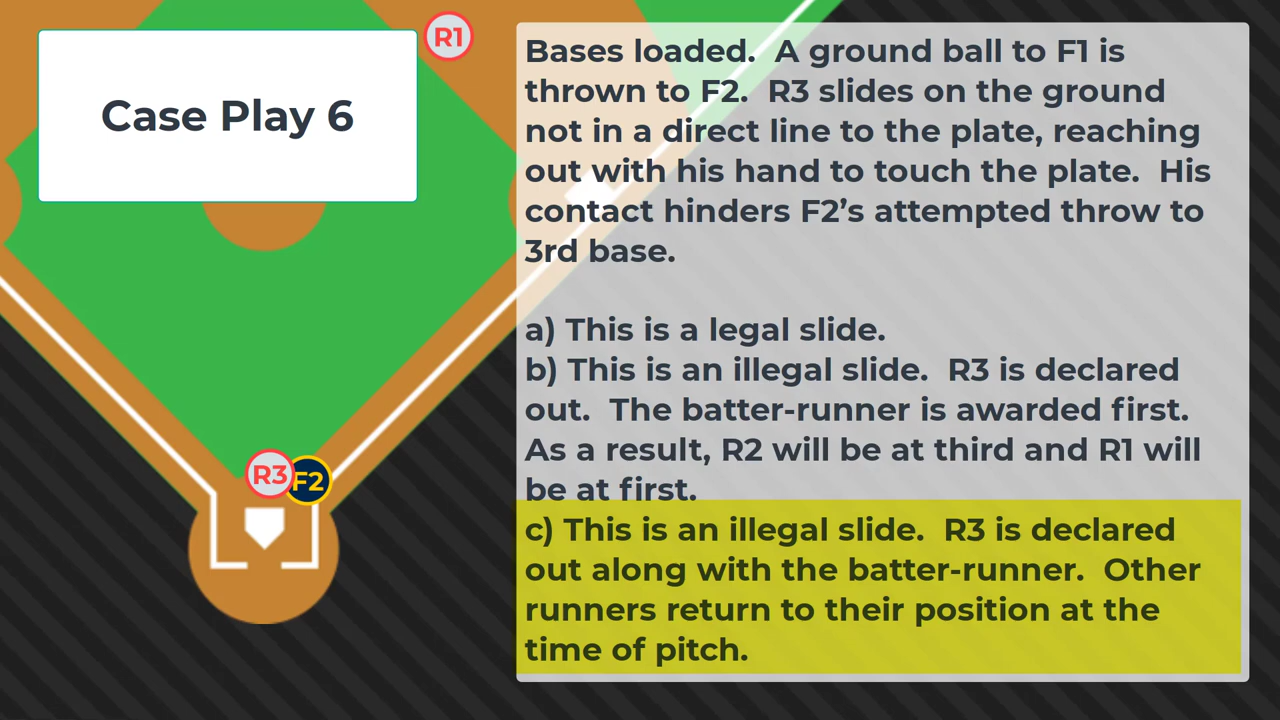 R1
Case Play 6
Bases loaded. A ground ball to F1 is
thrown to F2. R3 slides on the ground
not in a direct line to the plate, reaching
out with his hand to touch the plate. His
contact hinders F2’s attempted throw to
3rd base.
a) This is a legal slide.
b) This is an illegal slide. R3 is declared
out. The batter-runner is awarded first.
As a result, R2 will be at third and R1 will
be at first.
c) This is an illegal slide. R3 is declared
out along with the batter-runner. Other
runners return to their position at the
time of pitch.
R3
F2